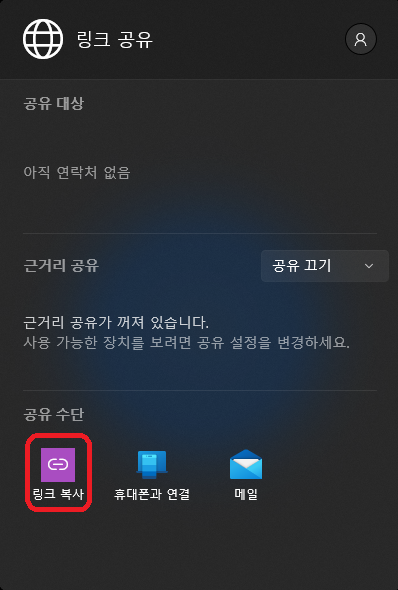 링크 공유
공유 대상
아직 연락처 없음
근거리 공유
공유 끄기
근거리 공유가 꺼져 있습니다.
사용 가능한 장치를 보려면 공유 설정을 변경하세요.
공유 수단
링크 복사
휴대폰과 연결
메일